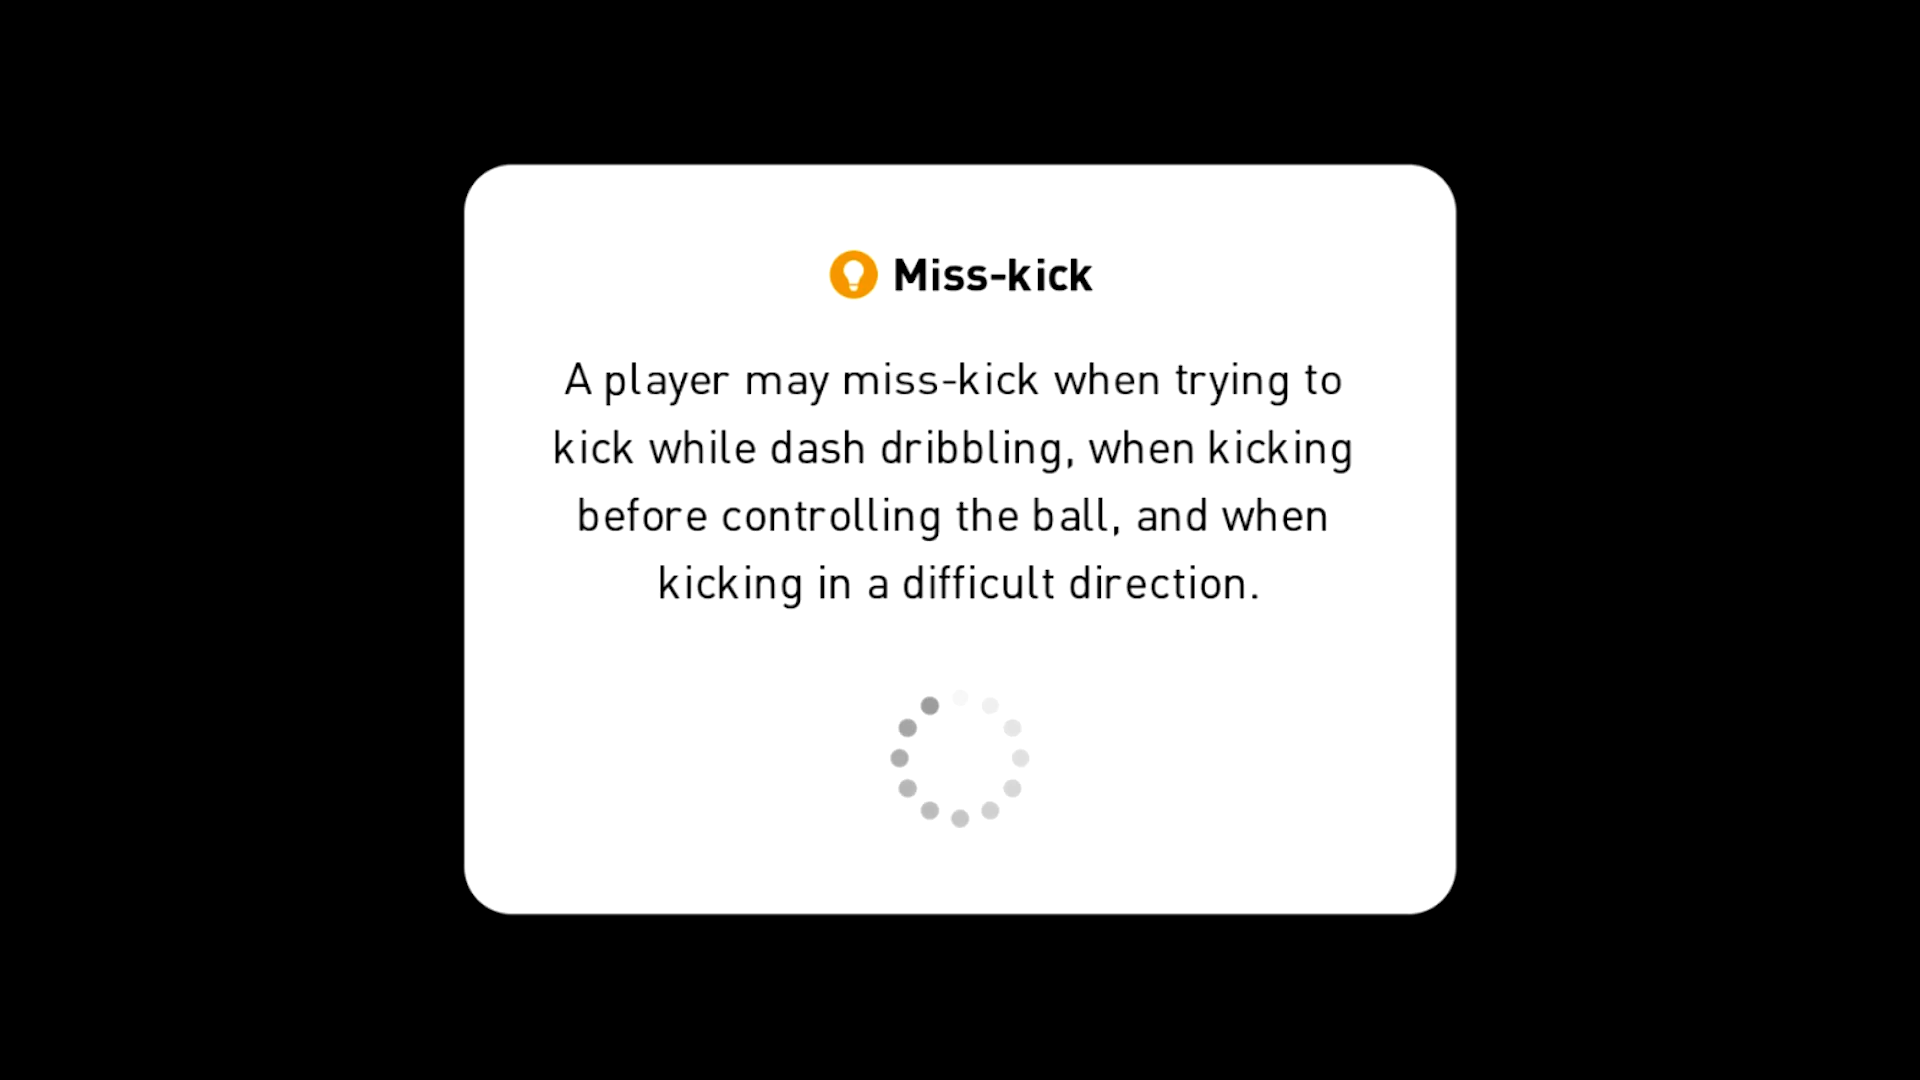 Miss-kick
A player may miss-kick when trying to
kick while dash dribbling, when kicking
before controlling the ball, and when
kicking in a difficult direction.